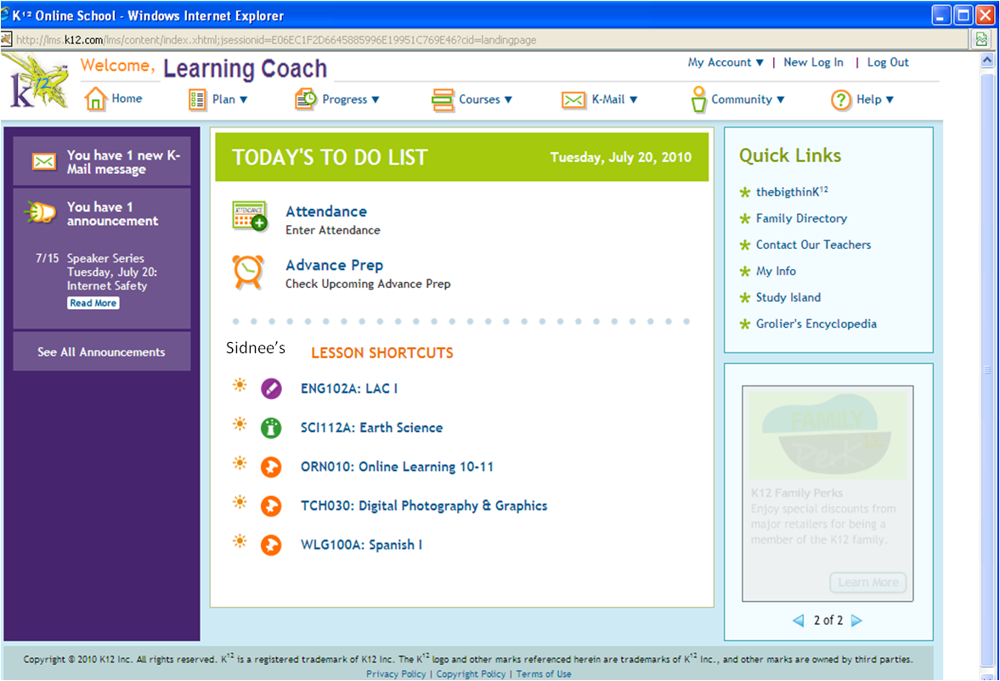 K¹² Online School - Windows Internet Explorer
http://lms.k12.com/lms/content/index.xhtml;jsessionid=E06EC1F2D6645885996E19951C769E46?cid=landingpage
k12
Welcome, Learning Coach
My Account ▼ | New Log In | Log Out
Home Plan ▼ Progress ▼ Courses ▼ K-Mail ▼ Community ▼ Help ▼
You have 1 new K-
Mail message
You have 1
announcement
7/15 Speaker Series
Tuesday, July 20:
Internet Safety
Read More
See All Announcements
TODAY'S TO DO LIST Tuesday, July 20, 2010
ATTENDANCE
Attendance
Enter Attendance
Advance Prep
Check Upcoming Advance Prep
Sidnee’s LESSON SHORTCUTS
ENG102A: LAC I
SCI112A: Earth Science
ORN010: Online Learning 10-11
TCH030: Digital Photography & Graphics
WLG100A: Spanish I
Quick Links
thebigthinK¹²
Family Directory
Contact Our Teachers
My Info
Study Island
Grolier's Encyclopedia
FAMILY
PerK12
K12 Family Perks
Enjoy special discounts from
major retailers for being a
member of the K12 family.
Learn More
2 of 2
Copyright © 2010 K12 Inc. All rights reserved. K¹² is a registered trademark of K12 Inc. The K¹² logo and other marks referenced herein are trademarks of K¹² Inc., and other marks are owned by third parties.
Privacy Policy | Copyright Policy | Terms of Use